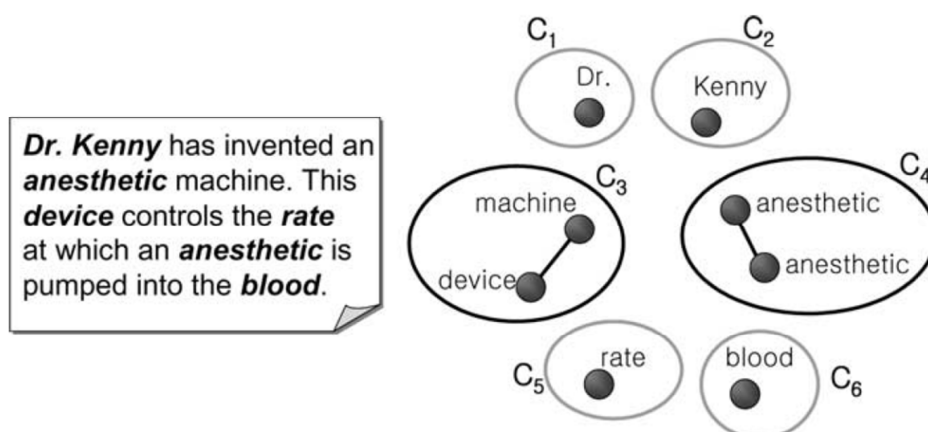 Dr. Kenny has invented an
anesthetic machine. This
device controls the rate
at which an anesthetic is
pumped into the blood.
C1
C2
Dr.
Kenny
C3
C4
machine
device
anesthetic
anesthetic
C5
rate
blood
C6